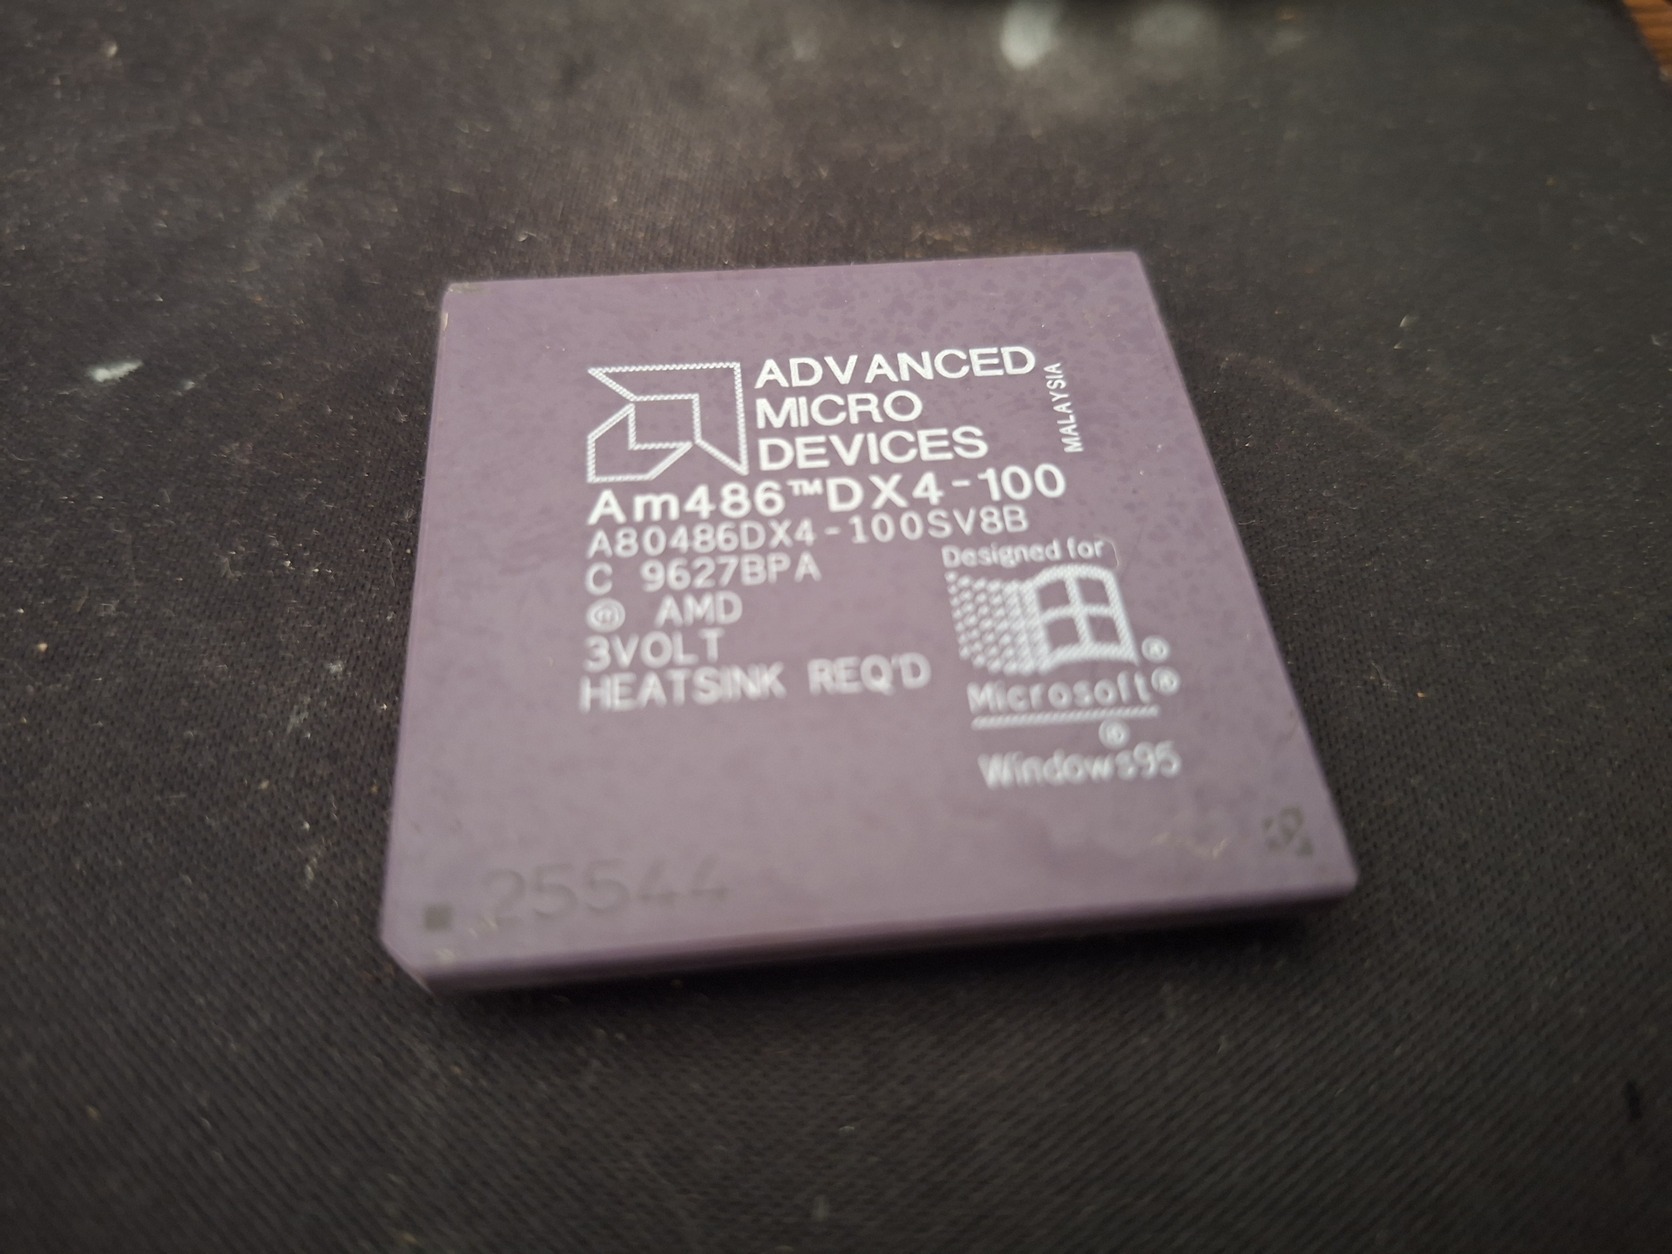 ADVANCED
MICRO
DEVICES
MALAYSIA
Am486™DX4-100
A80486DX4-100SV8B
C 9627BPA
ⓜ AMD
3VOLT
HEATSINK REQ'D
Designed for
®
Microsoft®
®
Windows95
25544